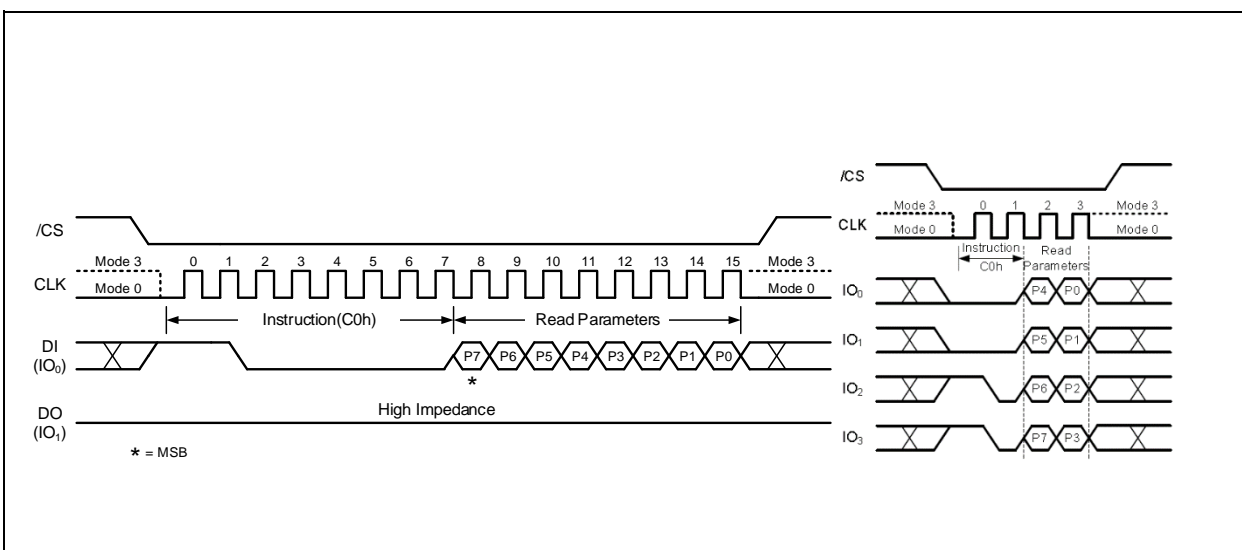 /CS
Mode 3 0 1 2 3 4 5 6 7 8 9 10 11 12 13 14 15 Mode 3
CLK Mode 0 Mode 0
Instruction(C0h) Read Parameters
DI
(IO₀) P7 P6 P5 P4 P3 P2 P1 P0
*
High Impedance
DO
(IO₁)
* = MSB
/CS
Mode 3 0 1 2 3 Mode 3
CLK Mode 0 Mode 0
Instruction Read
C0h Parameters
IO₀ P4 P0
IO₁ P5 P1
IO₂ P6 P2
IO₃ P7 P3